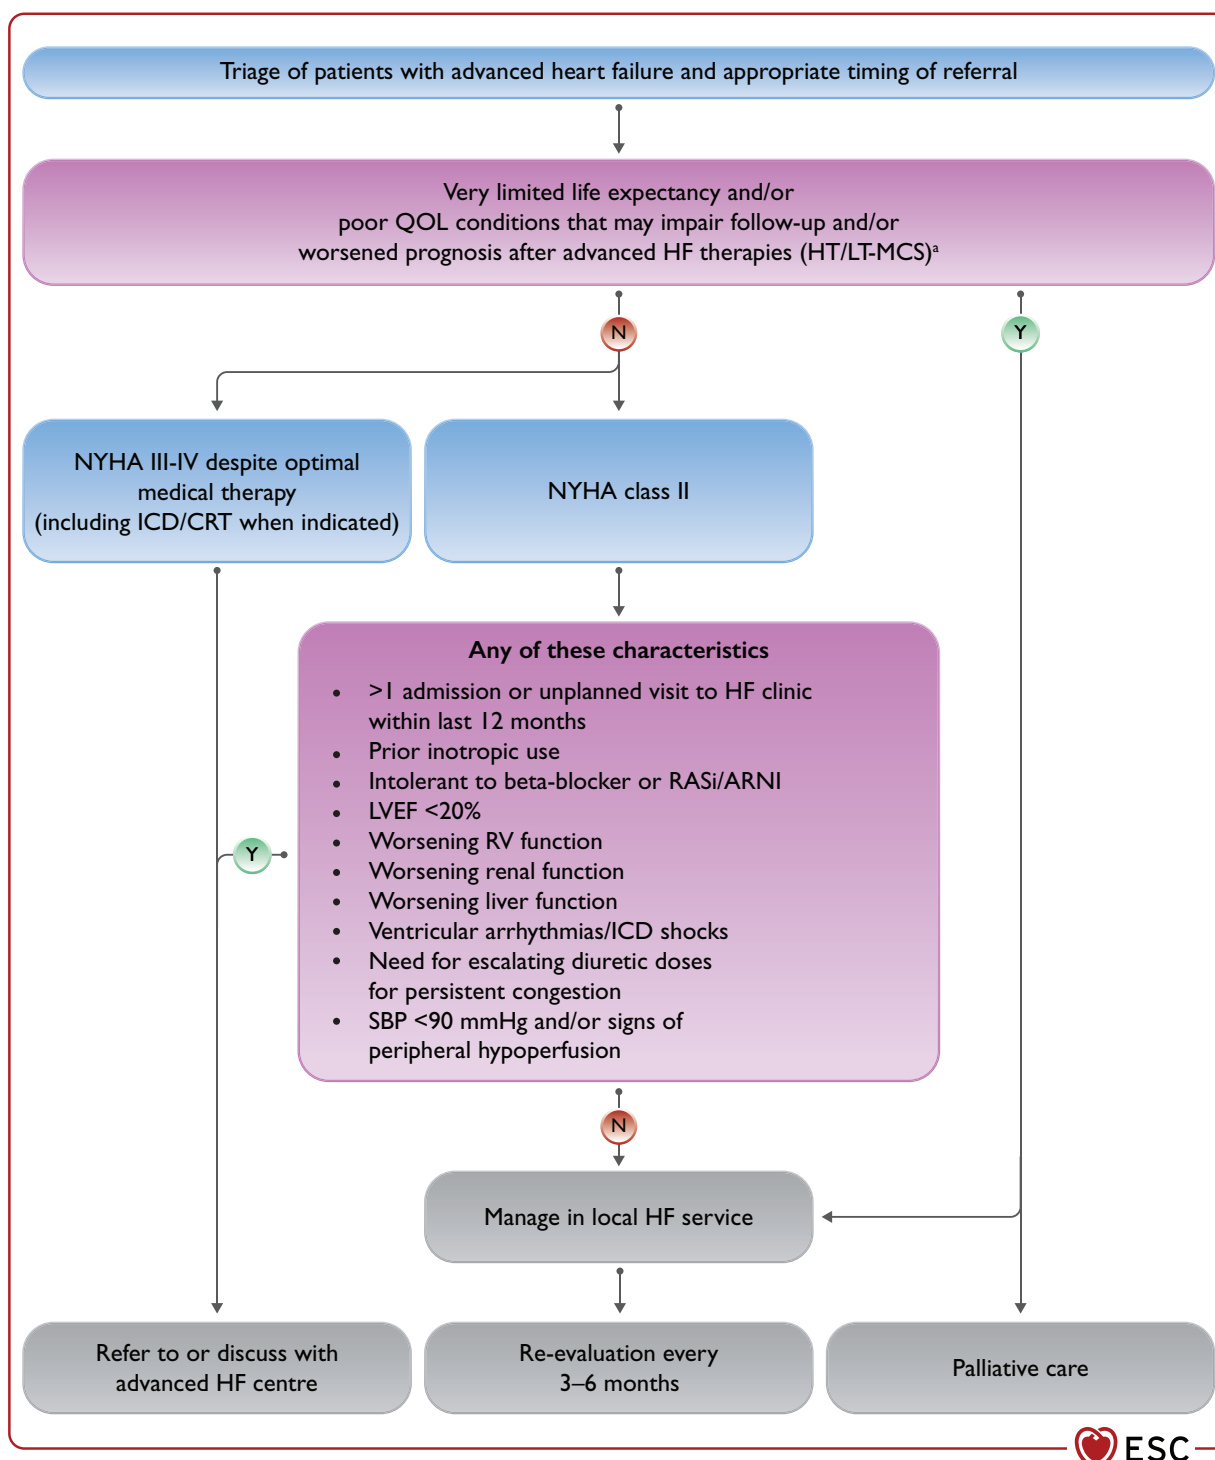 Triage of patients with advanced heart failure and appropriate timing of referral
Very limited life expectancy and/or
poor QOL conditions that may impair follow-up and/or
worsened prognosis after advanced HF therapies (HT/LT-MCS)ᵃ
N
Y
NYHA III-IV despite optimal
medical therapy
(including ICD/CRT when indicated)
NYHA class II
Any of these characteristics
• >1 admission or unplanned visit to HF clinic
within last 12 months
• Prior inotropic use
• Intolerant to beta-blocker or RASi/ARNI
• LVEF <20%
• Worsening RV function
• Worsening renal function
• Worsening liver function
• Ventricular arrhythmias/ICD shocks
• Need for escalating diuretic doses
for persistent congestion
• SBP <90 mmHg and/or signs of
peripheral hypoperfusion
Y
N
Manage in local HF service
Refer to or discuss with
advanced HF centre
Re-evaluation every
3–6 months
Palliative care
ESC